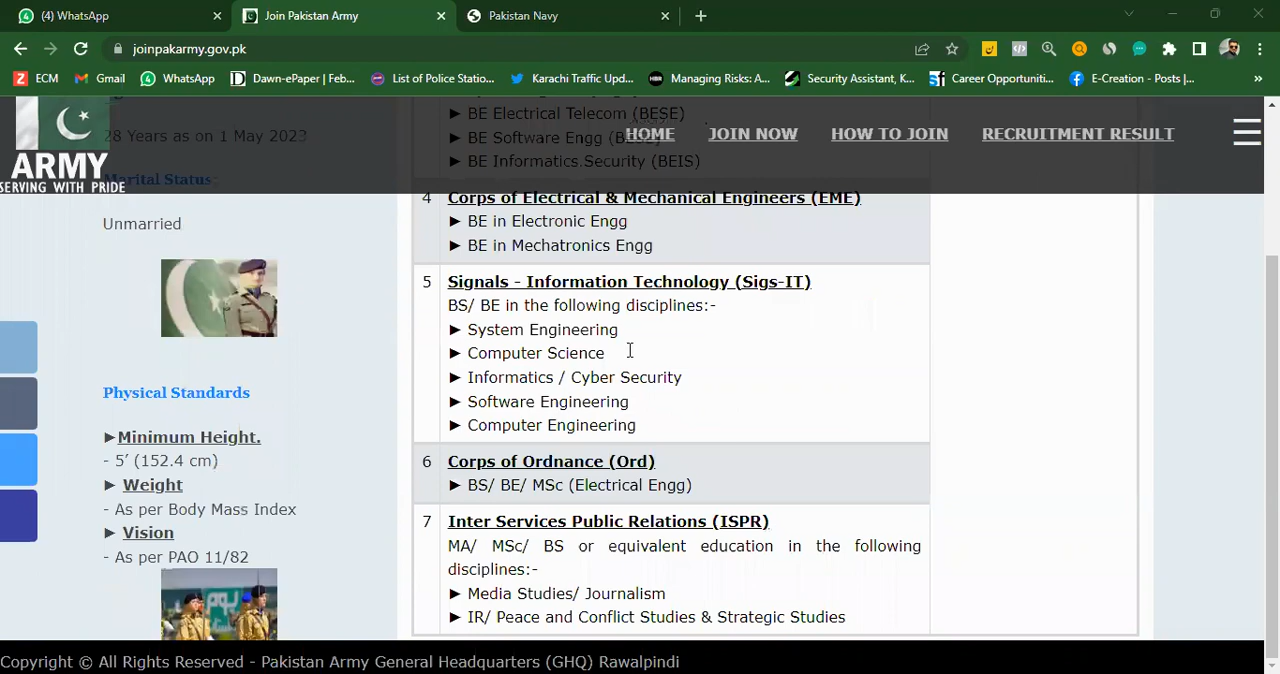 (4) WhatsApp
Join Pakistan Army
Pakistan Navy
joinpakarmy.gov.pk
ECM
Gmail
WhatsApp
Dawn-ePaper | Feb...
List of Police Statio...
Karachi Traffic Upd...
Managing Risks: A...
Security Assistant, K...
Career Opportuniti...
E-Creation - Posts |...
»
ARMY
SERVING WITH PRIDE
HOME
JOIN NOW
HOW TO JOIN
RECRUITMENT RESULT
28 Years as on 1 May 2023
Marital Status
Unmarried
Physical Standards
►Minimum Height.
- 5’ (152.4 cm)
► Weight
- As per Body Mass Index
► Vision
- As per PAO 11/82
► BE Electrical Telecom (BESE)
► BE Software Engg (BESE)
► BE Informatics Security (BEIS)
4 Corps of Electrical & Mechanical Engineers (EME)
► BE in Electronic Engg
► BE in Mechatronics Engg
5 Signals - Information Technology (Sigs-IT)
BS/ BE in the following disciplines:-
► System Engineering
► Computer Science
► Informatics / Cyber Security
► Software Engineering
► Computer Engineering
6 Corps of Ordnance (Ord)
► BS/ BE/ MSc (Electrical Engg)
7 Inter Services Public Relations (ISPR)
MA/ MSc/ BS or equivalent education in the following
disciplines:-
► Media Studies/ Journalism
► IR/ Peace and Conflict Studies & Strategic Studies
Copyright © All Rights Reserved - Pakistan Army General Headquarters (GHQ) Rawalpindi